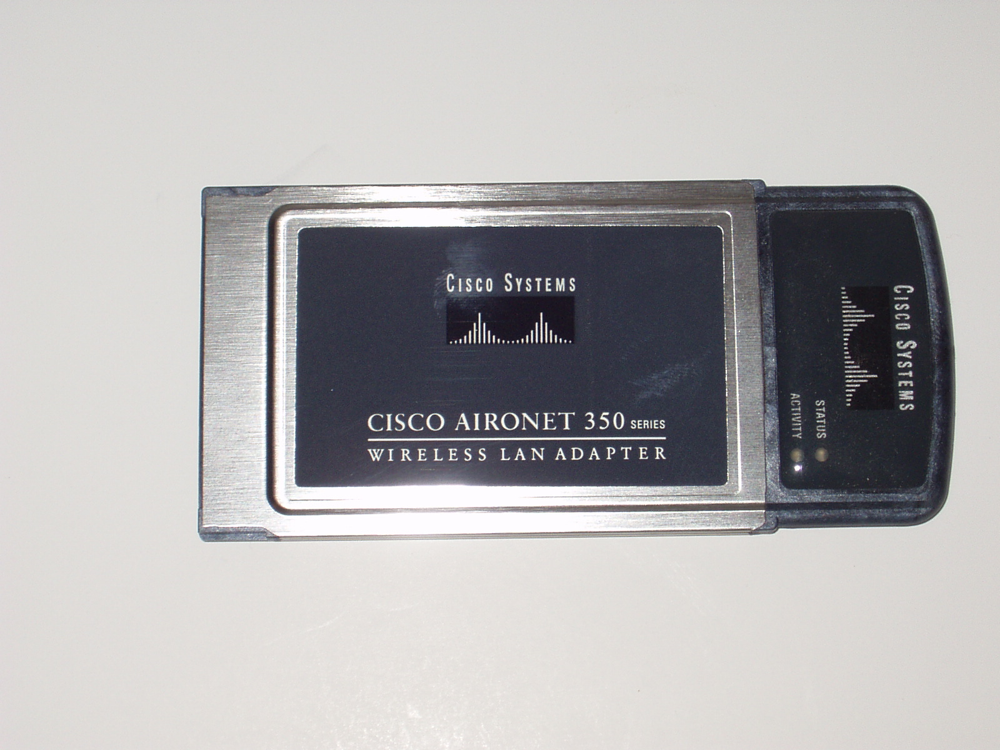 CISCO SYSTEMS
CISCO AIRONET 350 SERIES
WIRELESS LAN ADAPTER
CISCO SYSTEMS
STATUS
ACTIVITY